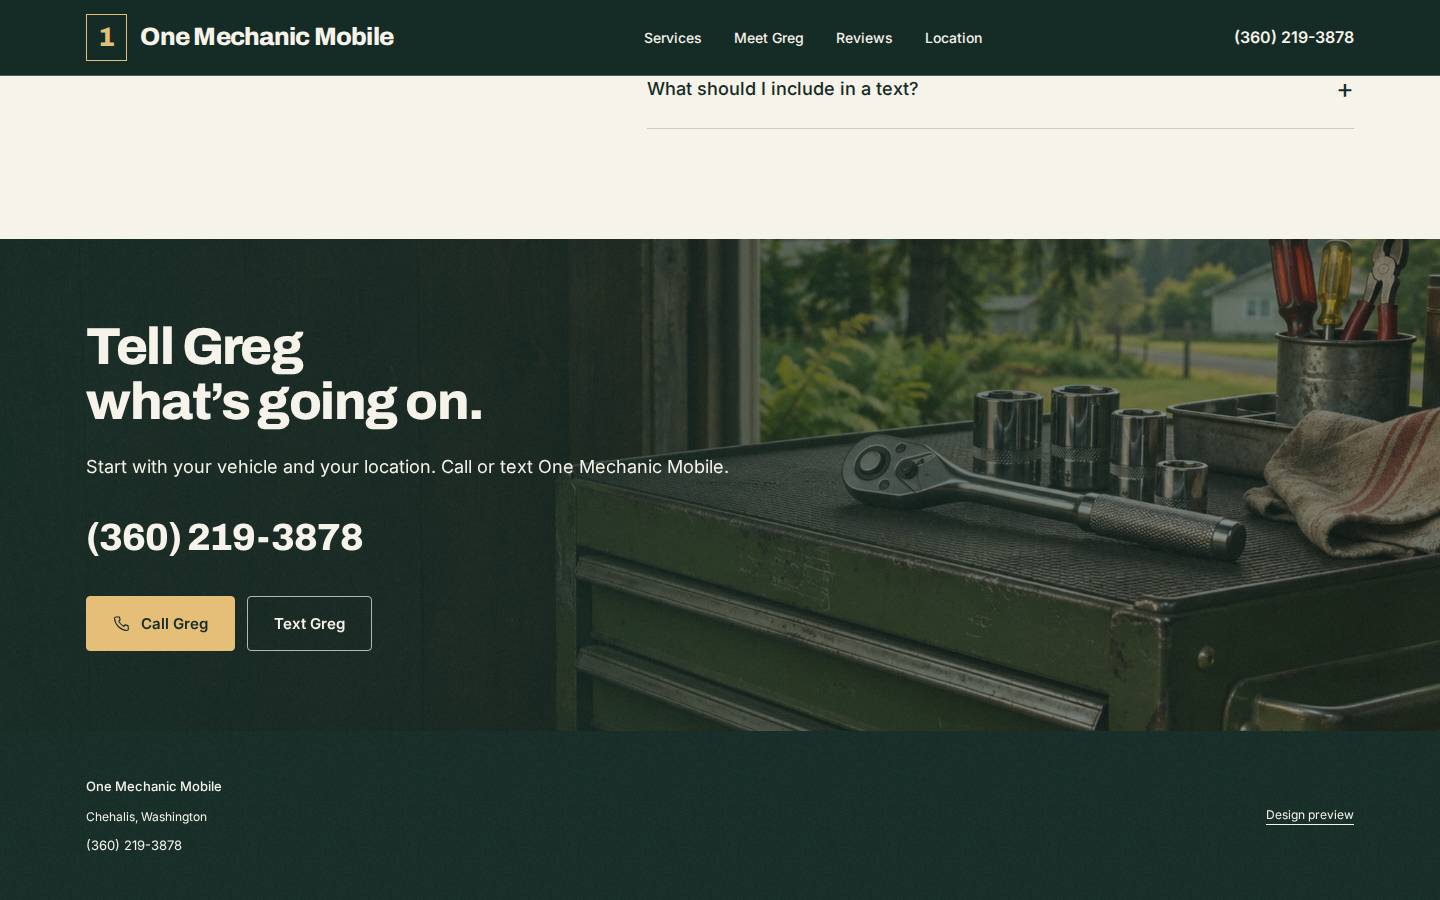 1
One Mechanic Mobile
Services
Meet Greg
Reviews
Location
(360) 219-3878
What should I include in a text?
+
Tell Greg
what’s going on.
Start with your vehicle and your location. Call or text One Mechanic Mobile.
(360) 219-3878
Call Greg
Text Greg
One Mechanic Mobile
Chehalis, Washington
(360) 219-3878
Design preview